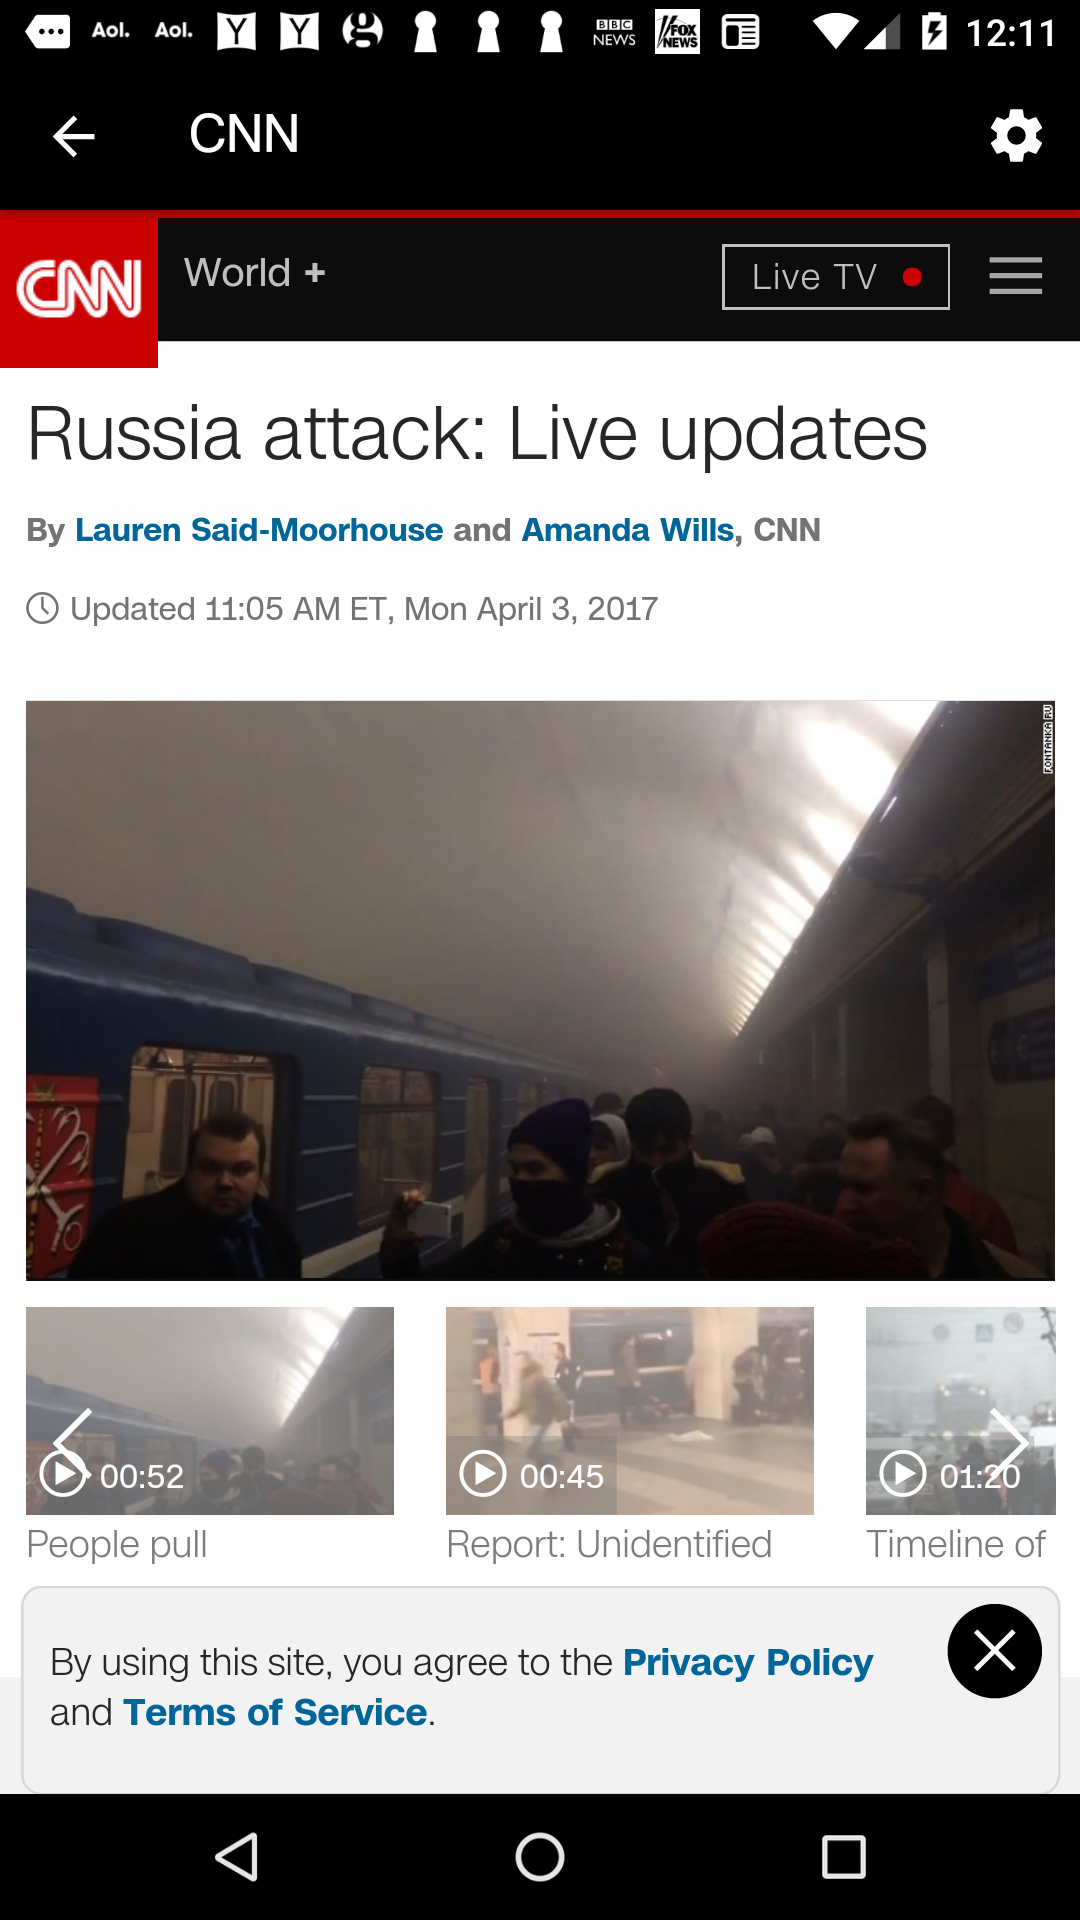 Aol. Aol. Y Y g BBC NEWS FOX NEWS 12:11
CNN
CNN World + Live TV
Russia attack: Live updates
By Lauren Said-Moorhouse and Amanda Wills, CNN
Updated 11:05 AM ET, Mon April 3, 2017
FONTANKA.RU
00:52 00:45 01:20
People pull Report: Unidentified Timeline of
By using this site, you agree to the Privacy Policy
and Terms of Service.